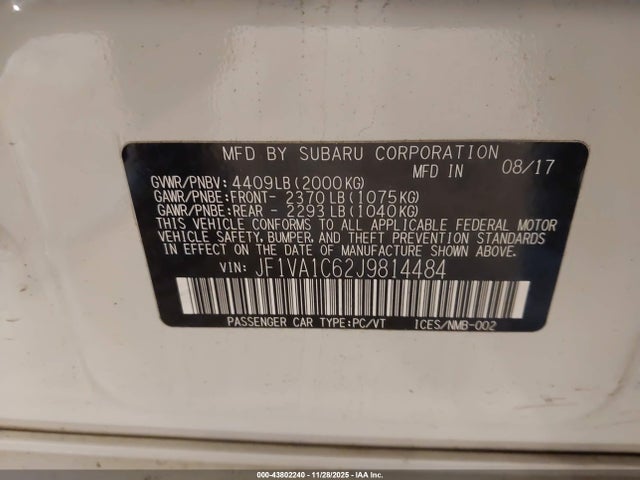 MFD BY SUBARU CORPORATION
MFD IN 08/17
GVWR/PNBV: 4409LB(2000KG)
GAWR/PNBE:FRONT- 2370LB(1075KG)
GAWR/PNBE:REAR - 2293LB(1040KG)
THIS VEHICLE CONFORMS TO ALL APPLICABLE FEDERAL MOTOR
VEHICLE SAFETY, BUMPER, AND THEFT PREVENTION STANDARDS
IN EFFECT ON THE DATE OF MANUFACTURE SHOWN ABOVE.
VIN: JF1VA1C62J9814484
PASSENGER CAR TYPE:PC/VT ICES/NMB-002
000-43802240 - 11/28/2025 - IAA Inc.